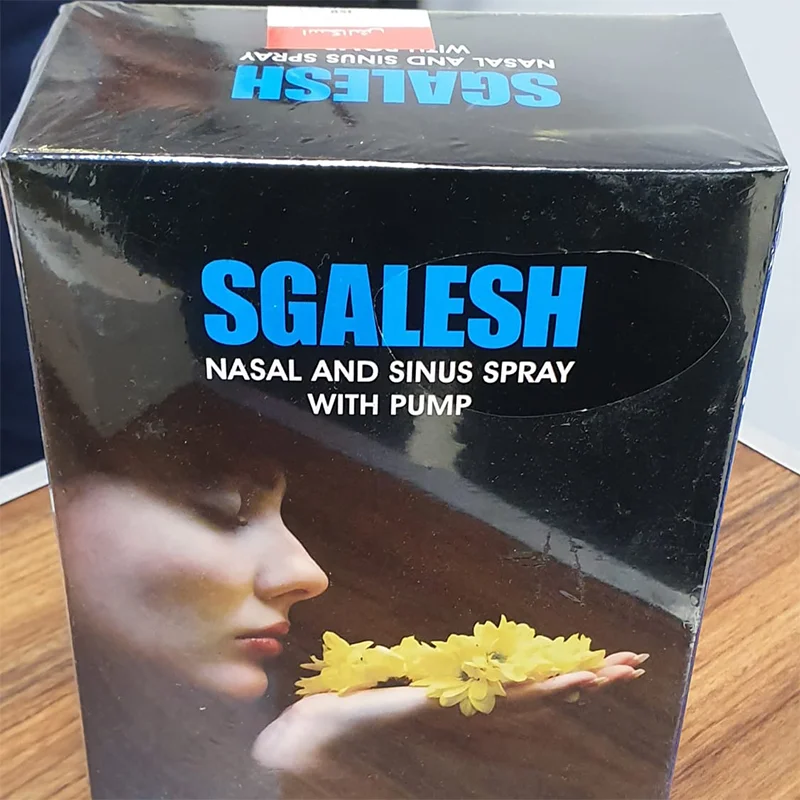 SGALESH
NASAL AND SINUS SPRAY
SGALESH
NASAL AND SINUS SPRAY
WITH PUMP